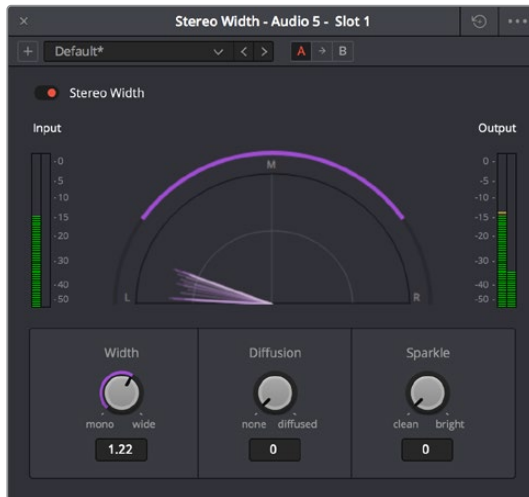 Stereo Width - Audio 5 - Slot 1
Default*
A
B
Stereo Width
Input
Output
-0
-5
-10
-15
-20
-30
-40
-50
M
L
R
0-
-5-
-10-
-15-
-20-
-30-
-40-
-50-
Width
mono wide
1.22
Diffusion
none diffused
0
Sparkle
clean bright
0